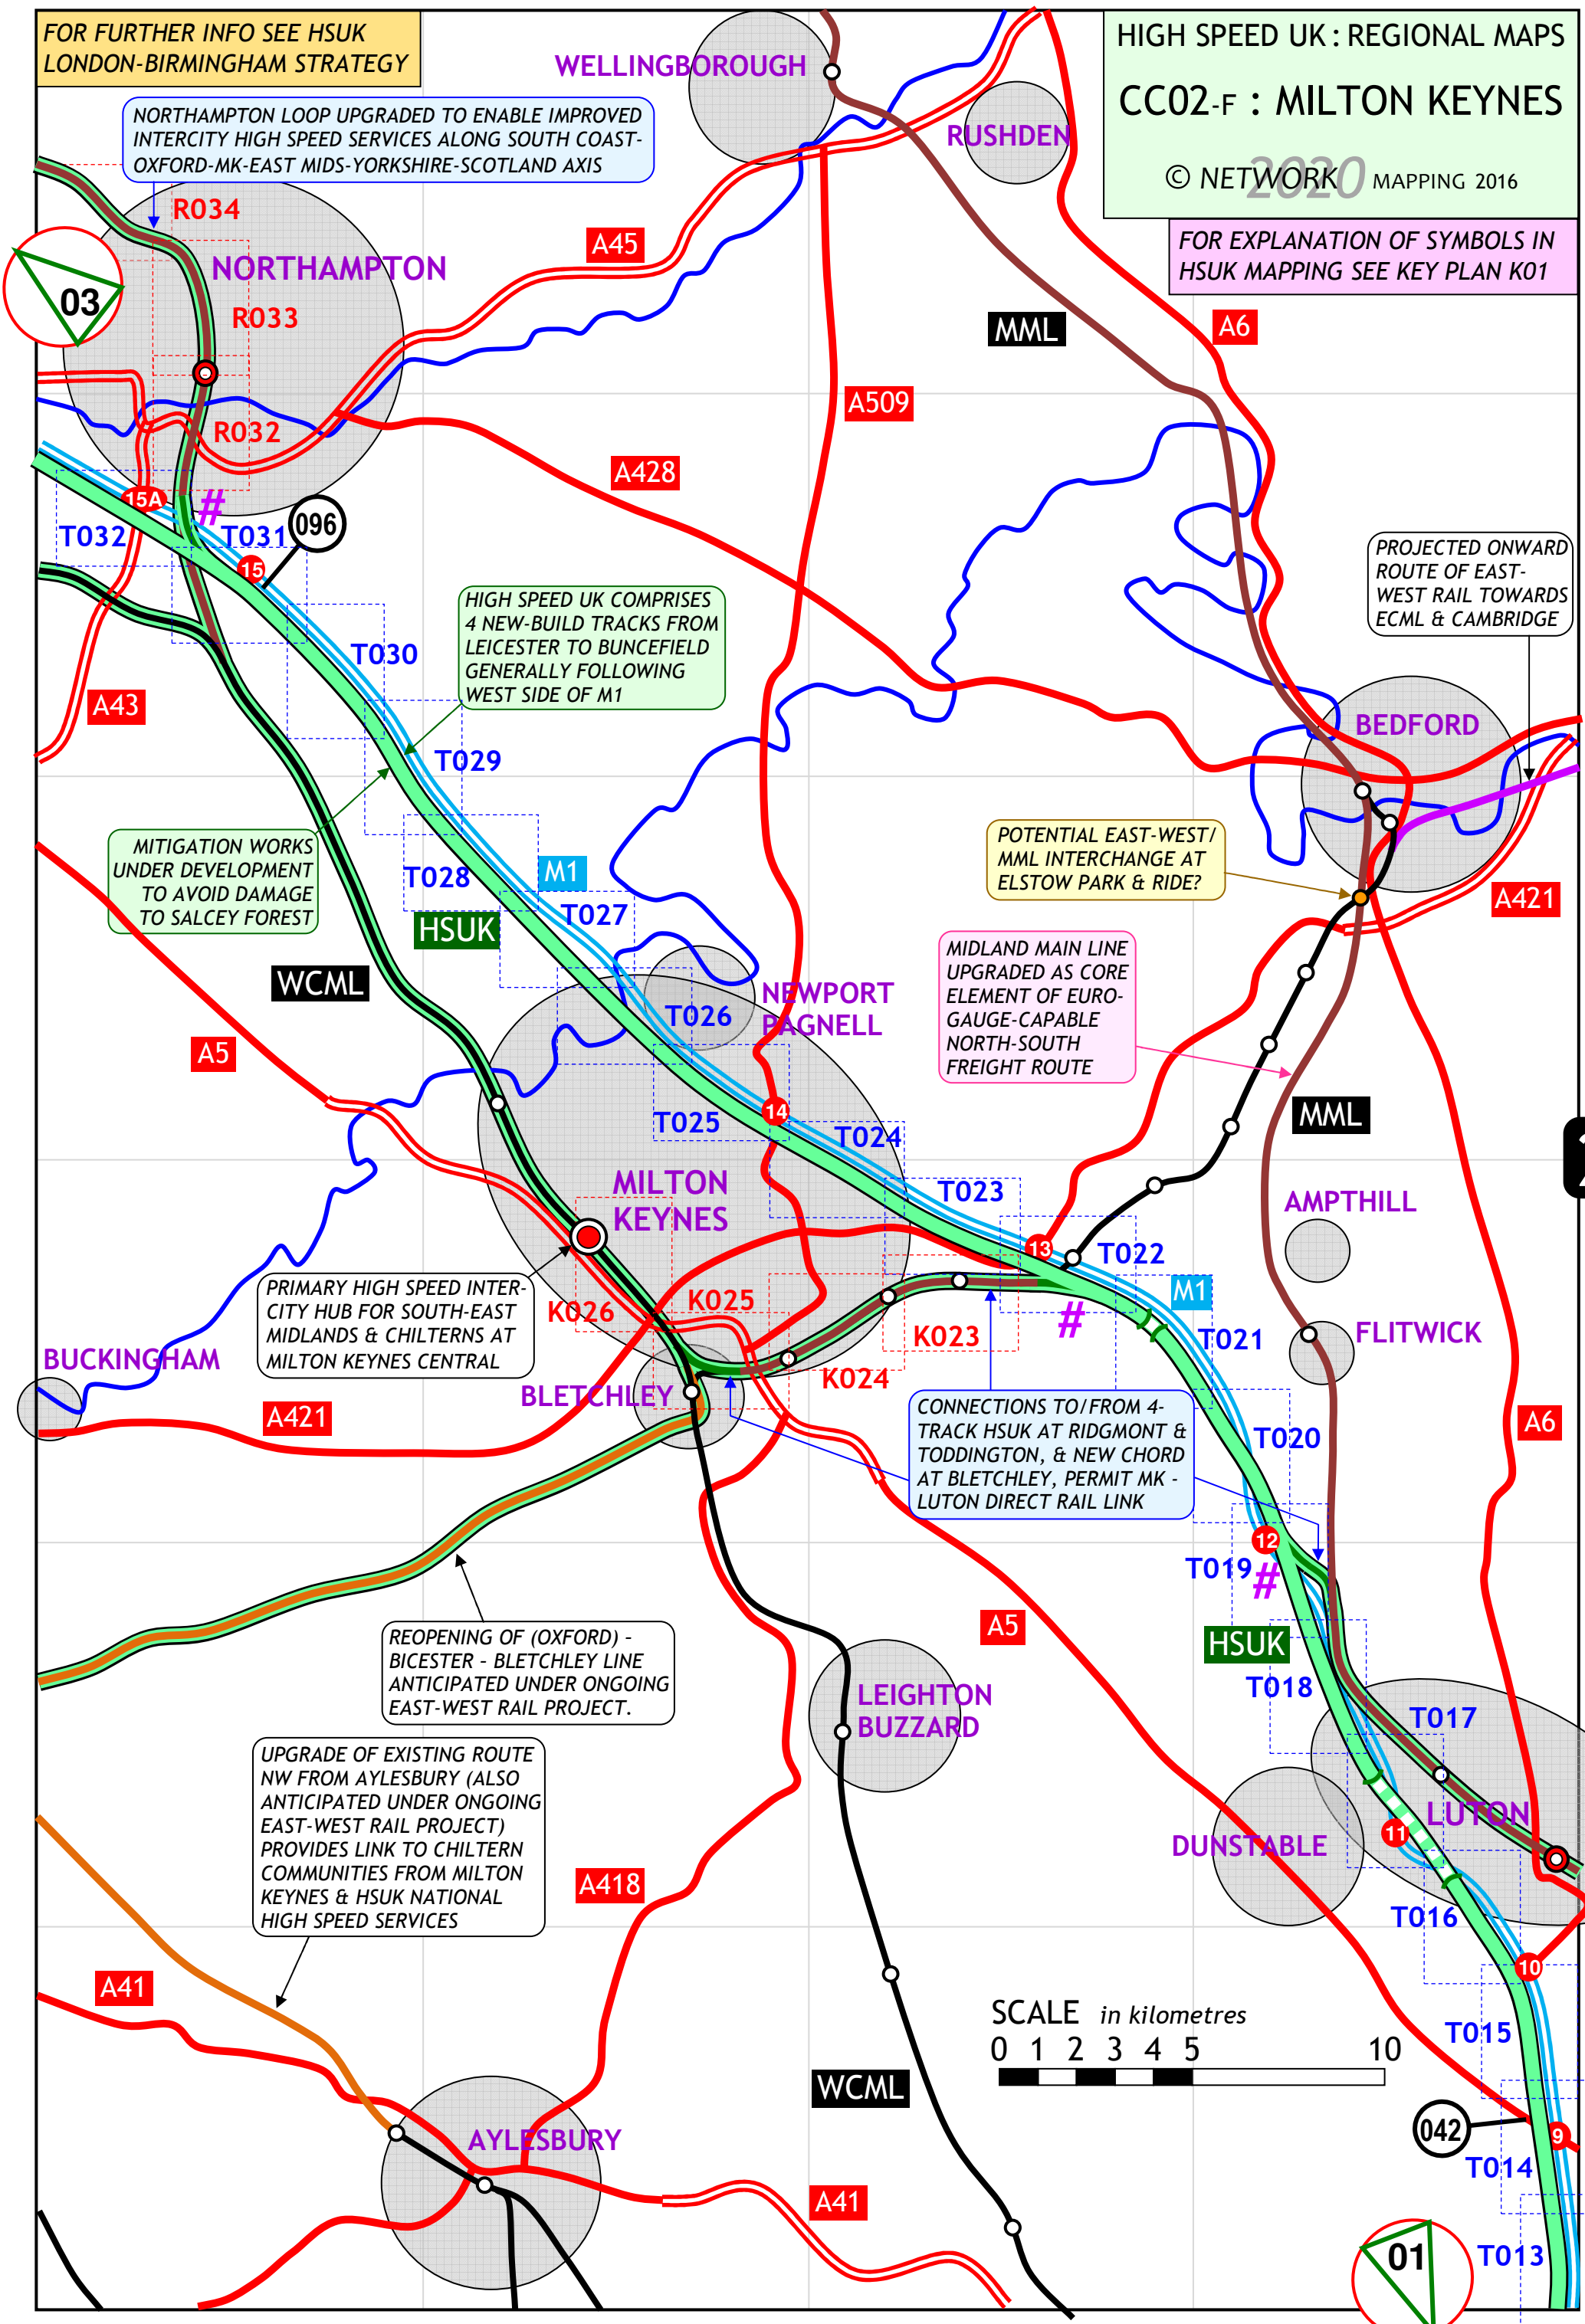 FOR FURTHER INFO SEE HSUK
LONDON-BIRMINGHAM STRATEGY
HIGH SPEED UK : REGIONAL MAPS
CC02-F : MILTON KEYNES
© NETWORK 2020 MAPPING 2016
FOR EXPLANATION OF SYMBOLS IN
HSUK MAPPING SEE KEY PLAN K01
NORTHAMPTON LOOP UPGRADED TO ENABLE IMPROVED
INTERCITY HIGH SPEED SERVICES ALONG SOUTH COAST-
OXFORD-MK-EAST MIDS-YORKSHIRE-SCOTLAND AXIS
WELLINGBOROUGH
RUSHDEN
R034
A45
NORTHAMPTON
03
R033
MML
A6
A509
R032
A428
15A
#
096
T032
T031
15
PROJECTED ONWARD
ROUTE OF EAST-
WEST RAIL TOWARDS
ECML & CAMBRIDGE
HIGH SPEED UK COMPRISES
4 NEW-BUILD TRACKS FROM
LEICESTER TO BUNCEFIELD
GENERALLY FOLLOWING
WEST SIDE OF M1
T030
A43
BEDFORD
T029
MITIGATION WORKS
UNDER DEVELOPMENT
TO AVOID DAMAGE
TO SALCEY FOREST
POTENTIAL EAST-WEST/
MML INTERCHANGE AT
ELSTOW PARK & RIDE?
T028
M1
A421
T027
HSUK
MIDLAND MAIN LINE
UPGRADED AS CORE
ELEMENT OF EURO-
GAUGE-CAPABLE
NORTH-SOUTH
FREIGHT ROUTE
WCML
NEWPORT
PAGNELL
T026
A5
MML
14
T025
T024
MILTON
KEYNES
T023
AMPTHILL
13
T022
PRIMARY HIGH SPEED INTER-
CITY HUB FOR SOUTH-EAST
MIDLANDS & CHILTERNS AT
MILTON KEYNES CENTRAL
K026
K025
M1
#
K023
T021
FLITWICK
BUCKINGHAM
K024
BLETCHLEY
A421
CONNECTIONS TO/FROM 4-
TRACK HSUK AT RIDGMONT &
TODDINGTON, & NEW CHORD
AT BLETCHLEY, PERMIT MK -
LUTON DIRECT RAIL LINK
T020
A6
12
T019
#
REOPENING OF (OXFORD) -
BICESTER - BLETCHLEY LINE
ANTICIPATED UNDER ONGOING
EAST-WEST RAIL PROJECT.
A5
HSUK
T018
LEIGHTON
BUZZARD
T017
UPGRADE OF EXISTING ROUTE
NW FROM AYLESBURY (ALSO
ANTICIPATED UNDER ONGOING
EAST-WEST RAIL PROJECT)
PROVIDES LINK TO CHILTERN
COMMUNITIES FROM MILTON
KEYNES & HSUK NATIONAL
HIGH SPEED SERVICES
LUTON
11
DUNSTABLE
A418
T016
10
A41
SCALE in kilometres
0 1 2 3 4 5 10
T015
WCML
042
9
AYLESBURY
T014
A41
01
T013